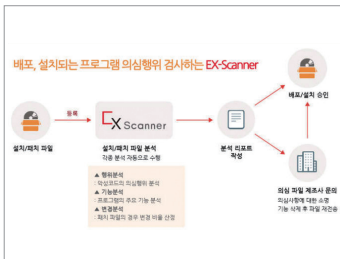 배포, 설치되는 프로그램 의심행위 검사하는 EX-Scanner
배포/설치 승인
등록
EX Scanner
설치/패치 파일
설치/패치 파일 분석
각종 분석 자동으로 수행
분석 리포트
작성
▲ 행위분석
: 악성코드의 의심행위 분석
▲ 기능분석
: 프로그램의 주요 기능 분석
▲ 변경분석
: 패치 파일의 경우 변경 비율 산정
의심 파일 제조사 문의
의심사항에 대한 소명
기능 삭제 후 파일 재전송